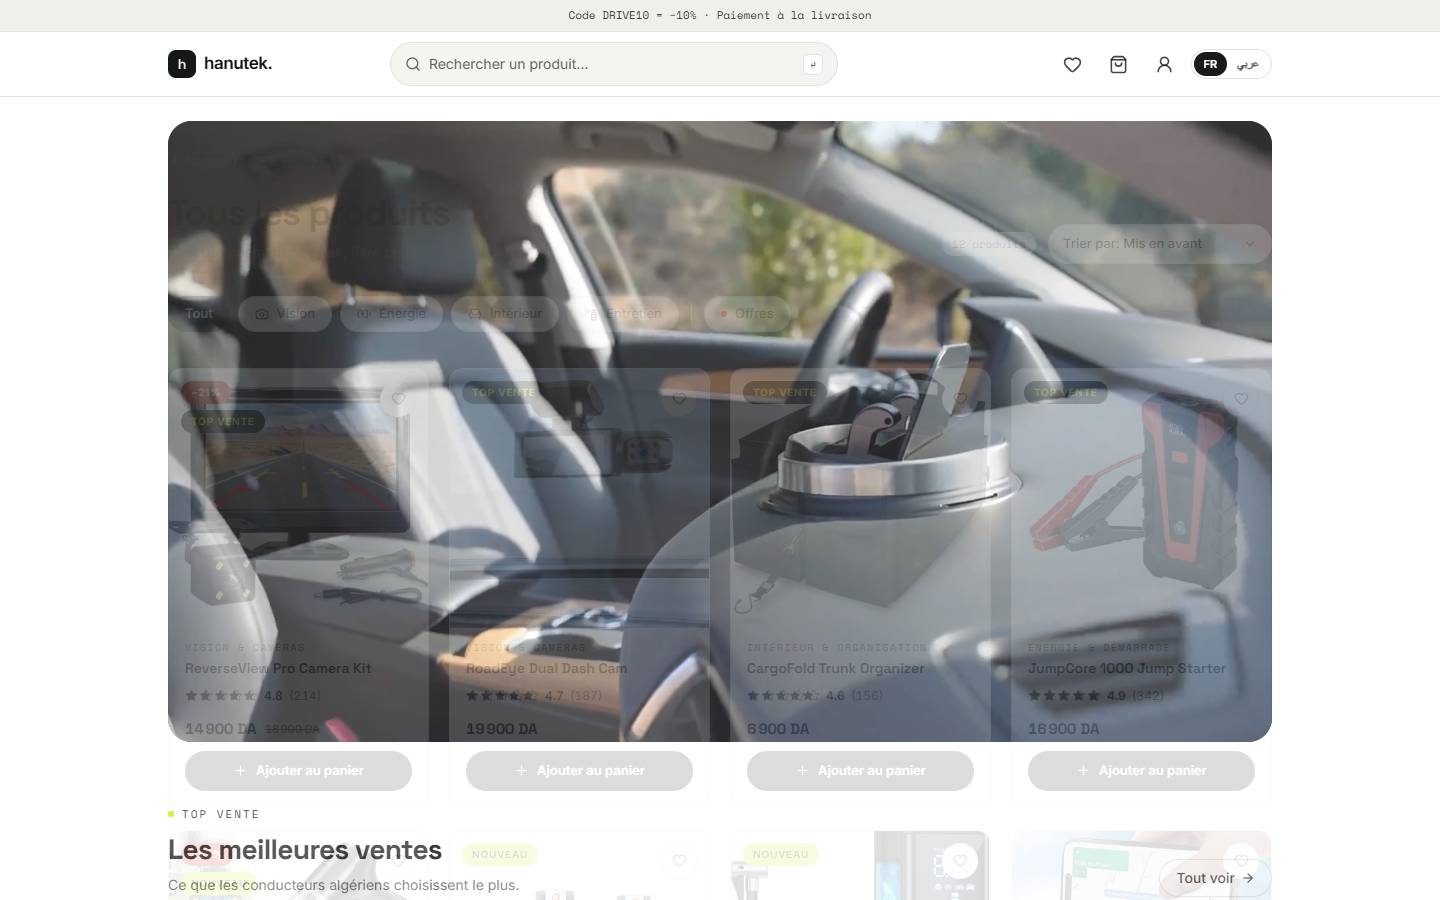 Code DRIVE10 = −10% · Paiement à la livraison
h hanutek.
Rechercher un produit...
FR عربي
Tous les produits
12 produits
Trier par: Mis en avant
Tout Vision Énergie Intérieur Entretien Offres
-21%
TOP VENTE
TOP VENTE
TOP VENTE
TOP VENTE
VISION & CAMÉRAS
ReverseView Pro Camera Kit
4.8 (214)
14 900 DA 18 900 DA
Ajouter au panier
VISION & CAMÉRAS
RoadEye Dual Dash Cam
4.7 (187)
19 900 DA
Ajouter au panier
INTÉRIEUR & ORGANISATION
CargoFold Trunk Organizer
4.6 (156)
6 900 DA
Ajouter au panier
ÉNERGIE & DÉMARRAGE
JumpCore 1000 Jump Starter
4.9 (342)
16 900 DA
Ajouter au panier
TOP VENTE
Les meilleures ventes
Ce que les conducteurs algériens choisissent le plus.
NOUVEAU
NOUVEAU
Tout voir